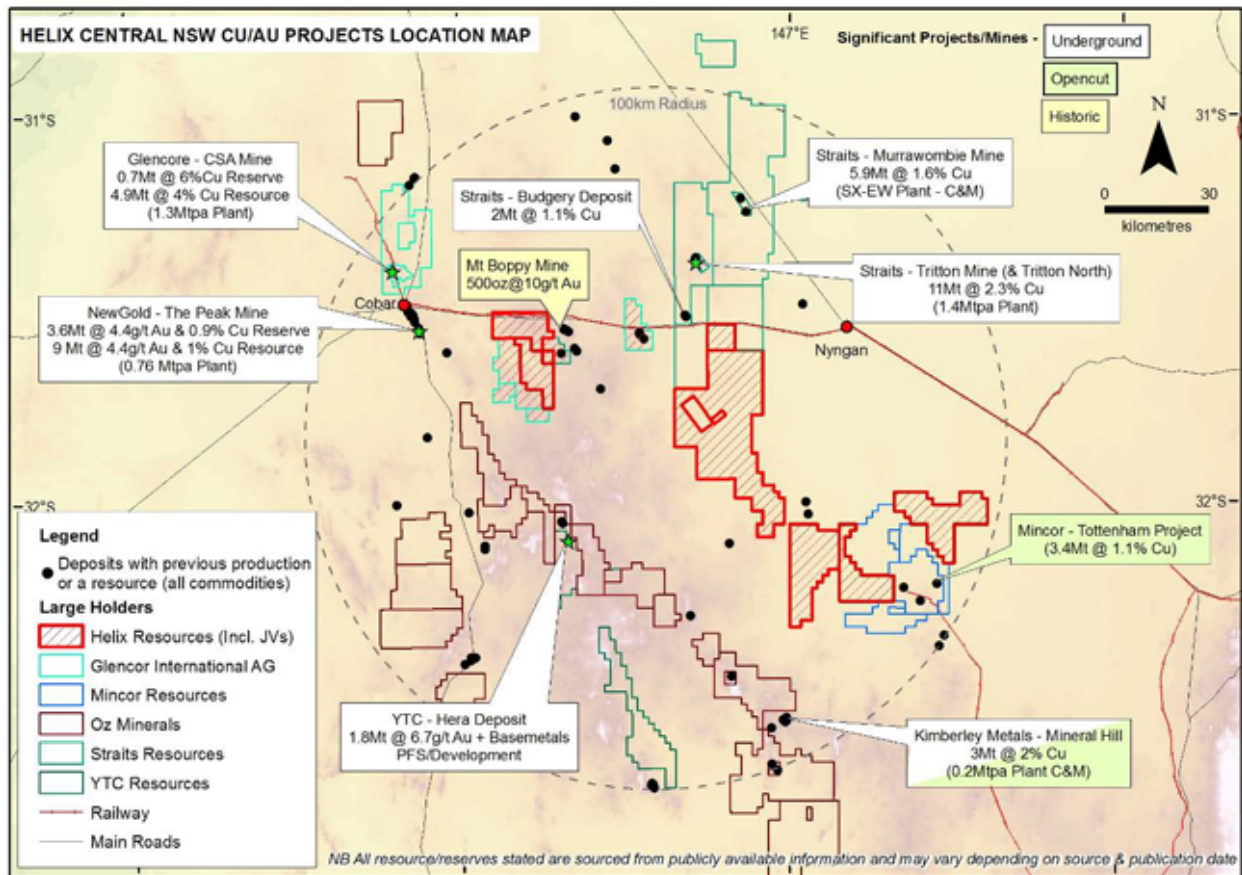 HELIX CENTRAL NSW CU/AU PROJECTS LOCATION MAP
147°E
Significant Projects/Mines -
Underground
Opencut
Historic
100km Radius
31°S
31°S
N
0 30
kilometres
Glencore - CSA Mine
0.7Mt @ 6%Cu Reserve
4.9Mt @ 4% Cu Resource
(1.3Mtpa Plant)
Straits - Budgery Deposit
2Mt @ 1.1% Cu
Straits - Murrawombie Mine
5.9Mt @ 1.6% Cu
(SX-EW Plant - C&M)
Mt Boppy Mine
500oz@10g/t Au
Straits - Tritton Mine (& Tritton North)
11Mt @ 2.3% Cu
(1.4Mtpa Plant)
Cobar
NewGold - The Peak Mine
3.6Mt @ 4.4g/t Au & 0.9% Cu Reserve
9 Mt @ 4.4g/t Au & 1% Cu Resource
(0.76 Mtpa Plant)
Nyngan
32°S
32°S
Mincor - Tottenham Project
(3.4Mt @ 1.1% Cu)
Legend
Deposits with previous production
or a resource (all commodities)
Large Holders
Helix Resources (Incl. JVs)
Glencor International AG
Mincor Resources
Oz Minerals
Straits Resources
YTC Resources
Railway
Main Roads
YTC - Hera Deposit
1.8Mt @ 6.7g/t Au + Basemetals
PFS/Development
Kimberley Metals - Mineral Hill
3Mt @ 2% Cu
(0.2Mtpa Plant C&M)
NB All resource/reserves stated are sourced from publicly available information and may vary depending on source & publication date